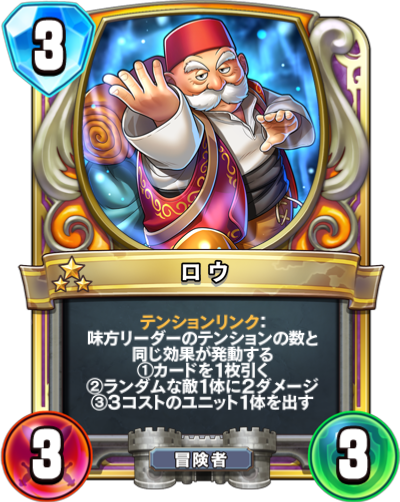 3
ロウ
テンションリンク:
味方リーダーのテンションの数と
同じ効果が発動する
①カードを1枚引く
②ランダムな敵1体に2ダメージ
③3コストのユニット1体を出す
3
冒険者
3